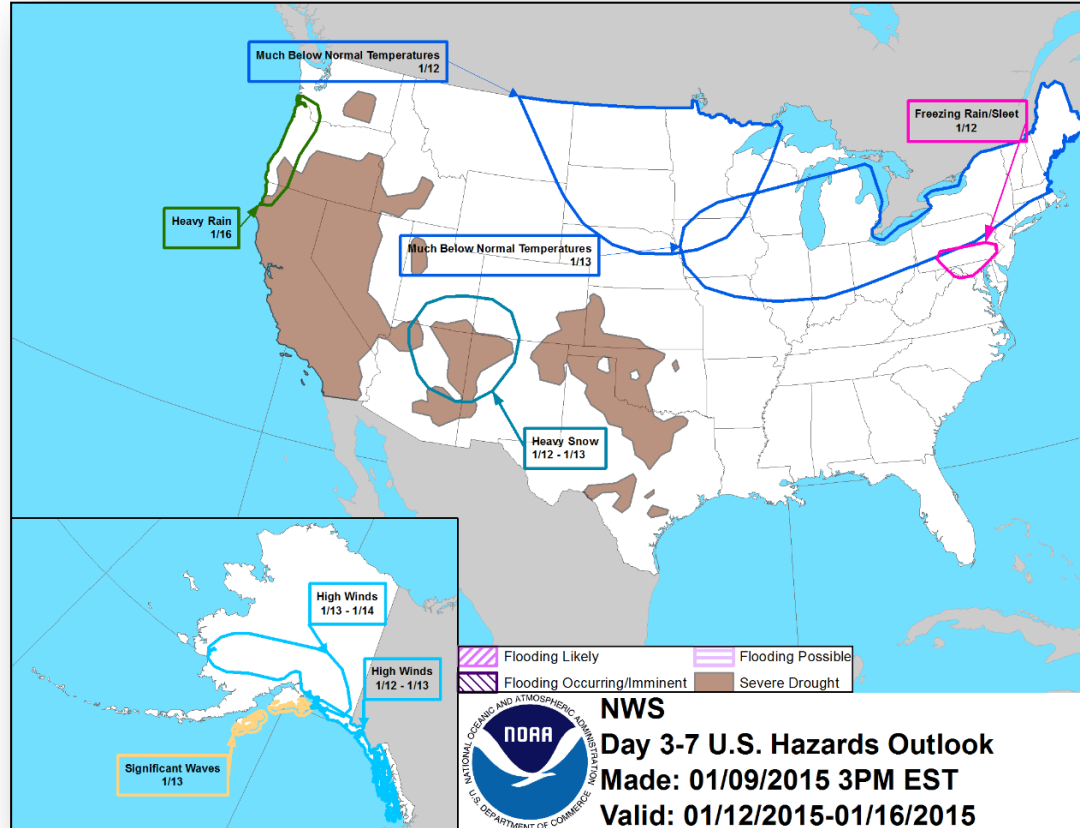 Much Below Normal Temperatures
1/12
Freezing Rain/Sleet
1/12
Heavy Rain
1/16
Much Below Normal Temperatures
1/13
Heavy Snow
1/12 - 1/13
High Winds
1/13 - 1/14
High Winds
1/12 - 1/13
Significant Waves
1/13
Flooding Likely
Flooding Possible
Flooding Occurring/Imminent
Severe Drought
NATIONAL OCEANIC AND ATMOSPHERIC ADMINISTRATION
NOAA
U.S. DEPARTMENT OF COMMERCE
NWS
Day 3-7 U.S. Hazards Outlook
Made: 01/09/2015 3PM EST
Valid: 01/12/2015-01/16/2015